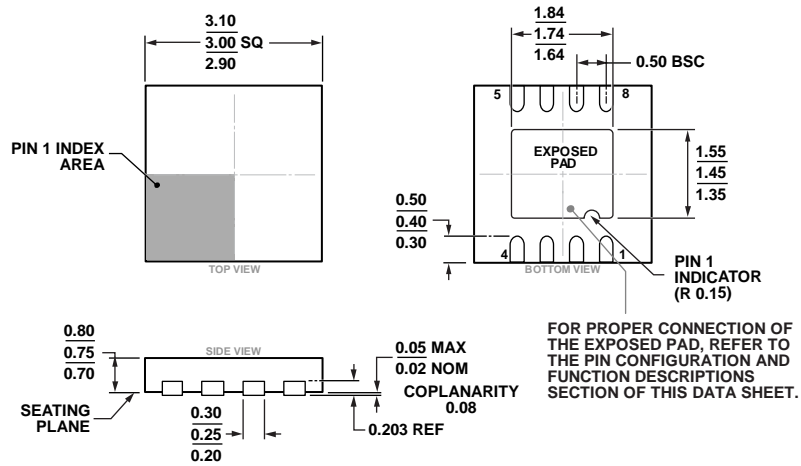 3.10
3.00 SQ
2.90
1.84
1.74
1.64
0.50 BSC
5
8
PIN 1 INDEX
AREA
EXPOSED
PAD
1.55
1.45
1.35
0.50
0.40
0.30
TOP VIEW
4
1
BOTTOM VIEW
PIN 1
INDICATOR
(R 0.15)
FOR PROPER CONNECTION OF
THE EXPOSED PAD, REFER TO
THE PIN CONFIGURATION AND
FUNCTION DESCRIPTIONS
SECTION OF THIS DATA SHEET.
0.80
0.75
0.70
SIDE VIEW
0.05 MAX
0.02 NOM
COPLANARITY
0.08
SEATING
PLANE
0.30
0.25
0.20
0.203 REF